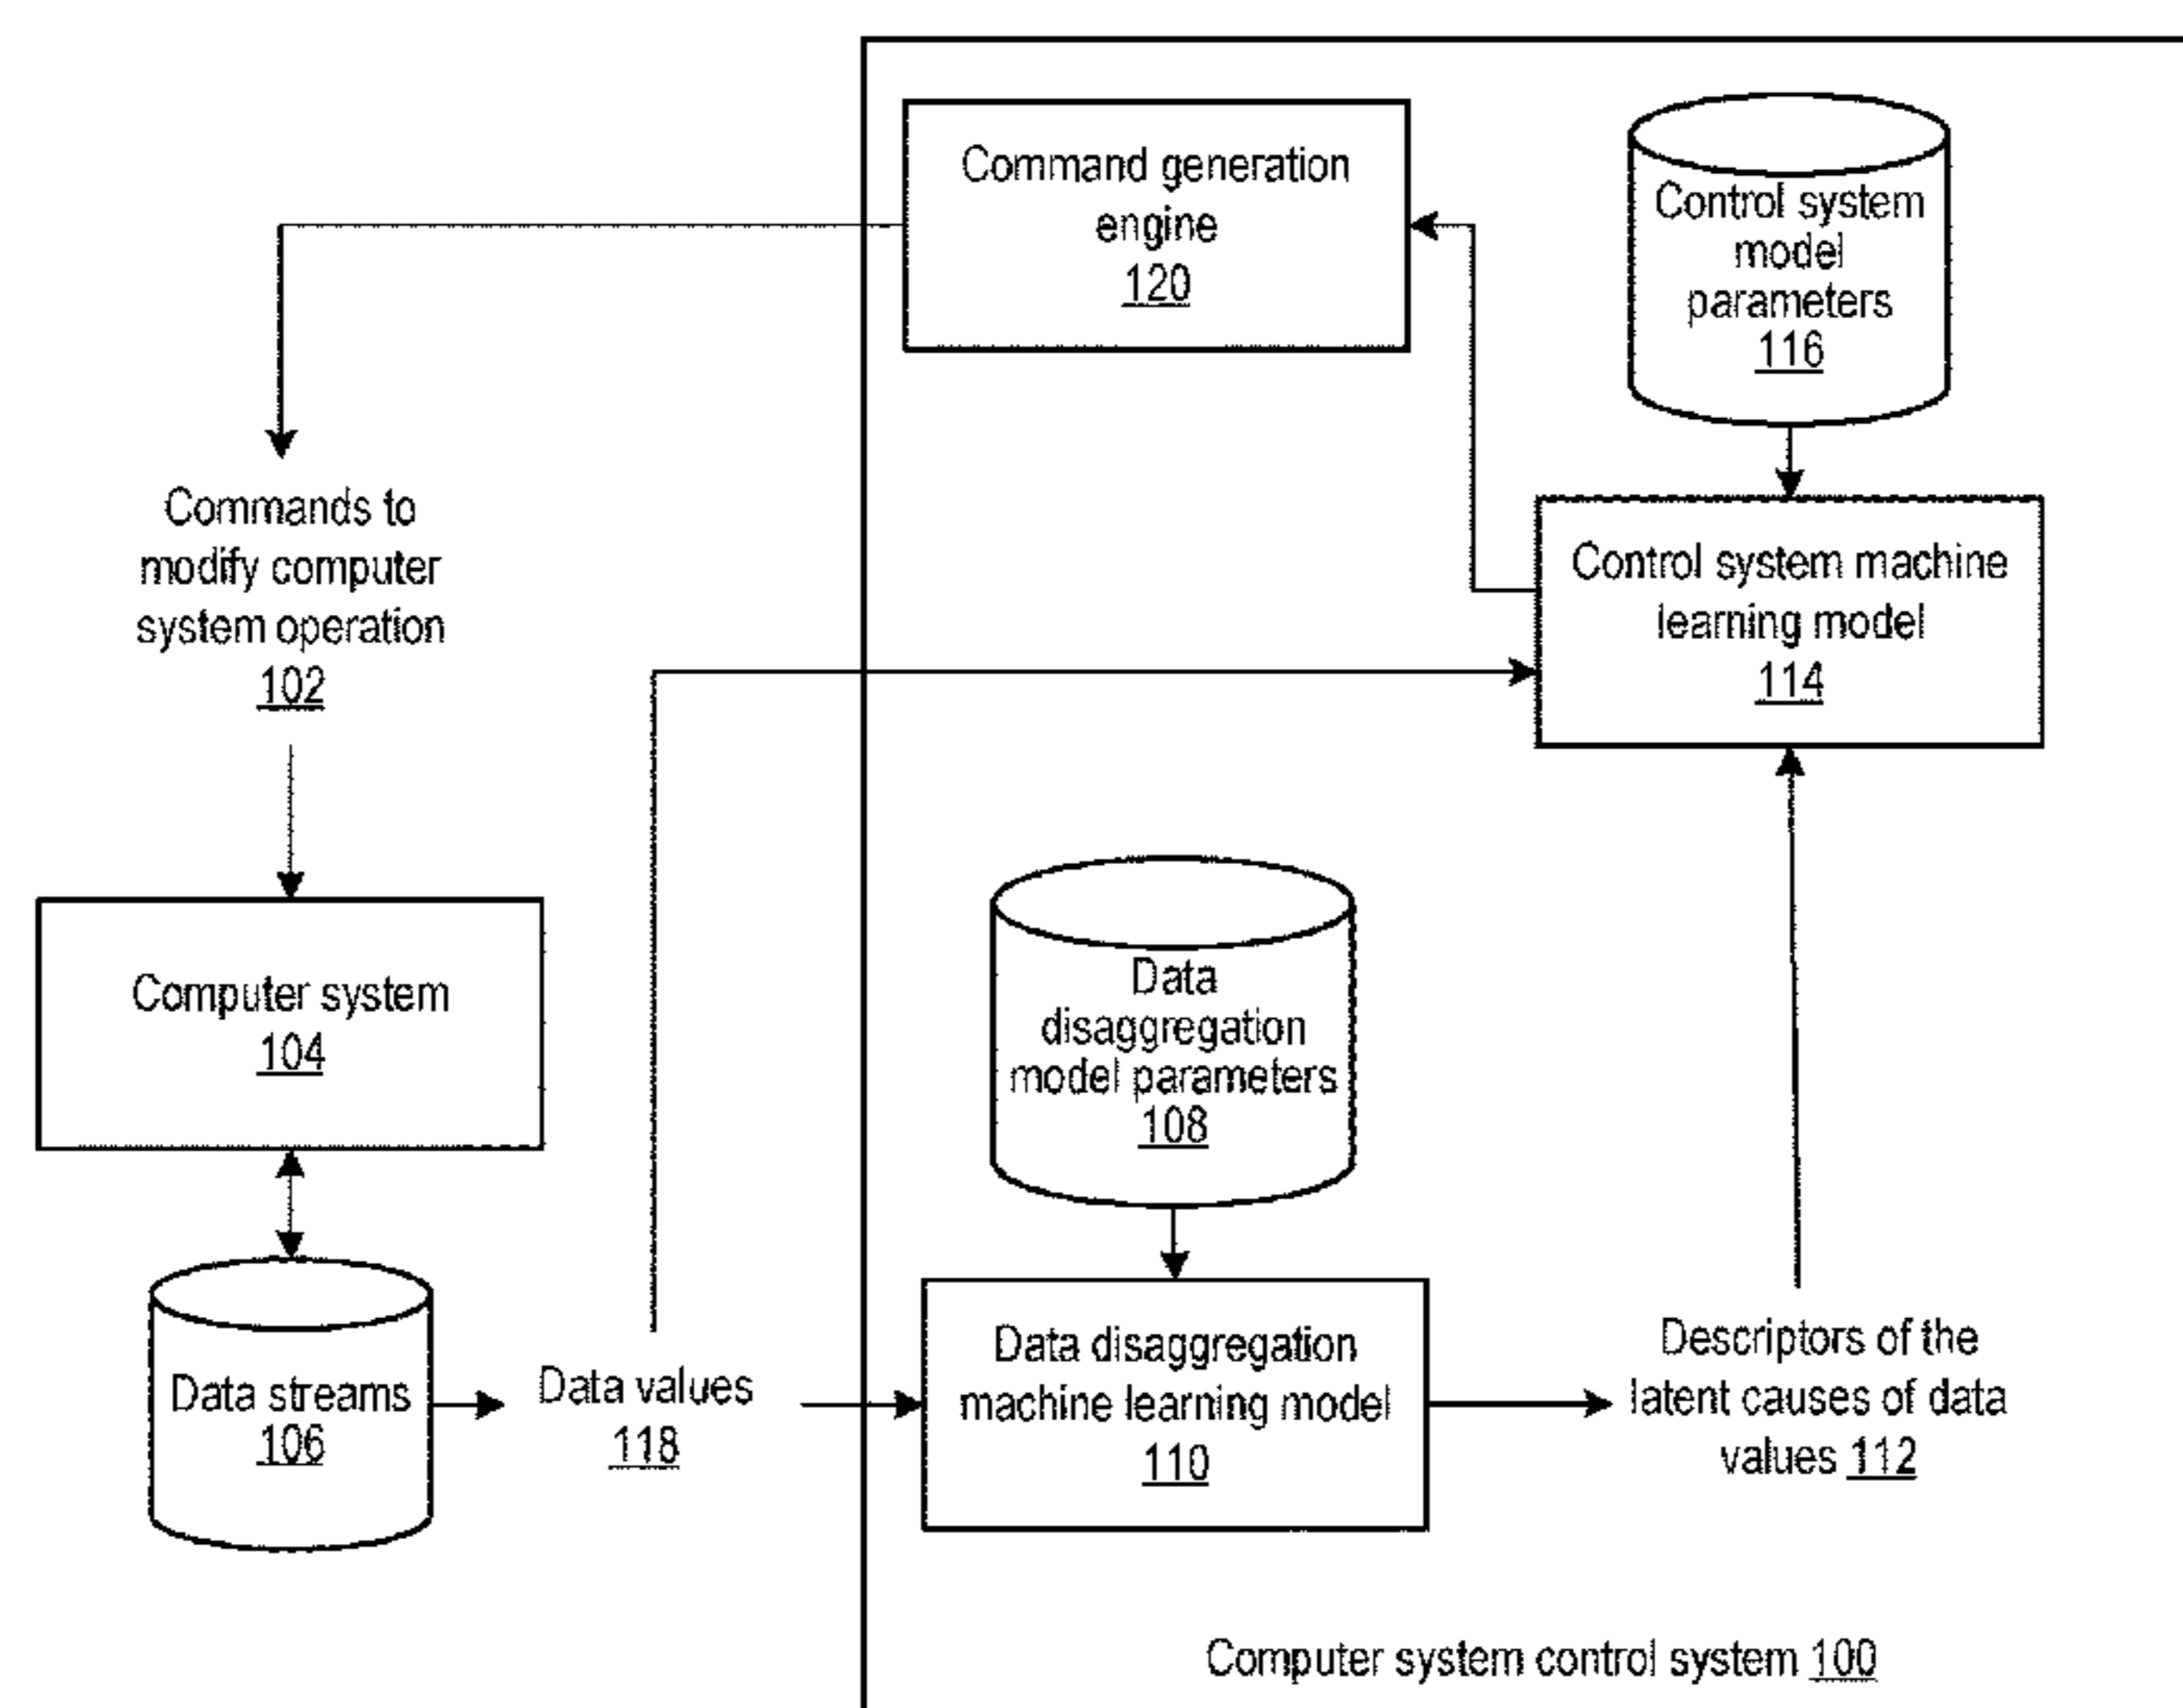 Command generation
engine
120
Control system
model
parameters
116
Commands to
modify computer
system operation
102
Control system machine
learning model
114
Computer system
104
Data
disaggregation
model parameters
108
Data streams
106
Data values
118
Data disaggregation
machine learning model
110
Descriptors of the
latent causes of data
values 112
Computer system control system 100